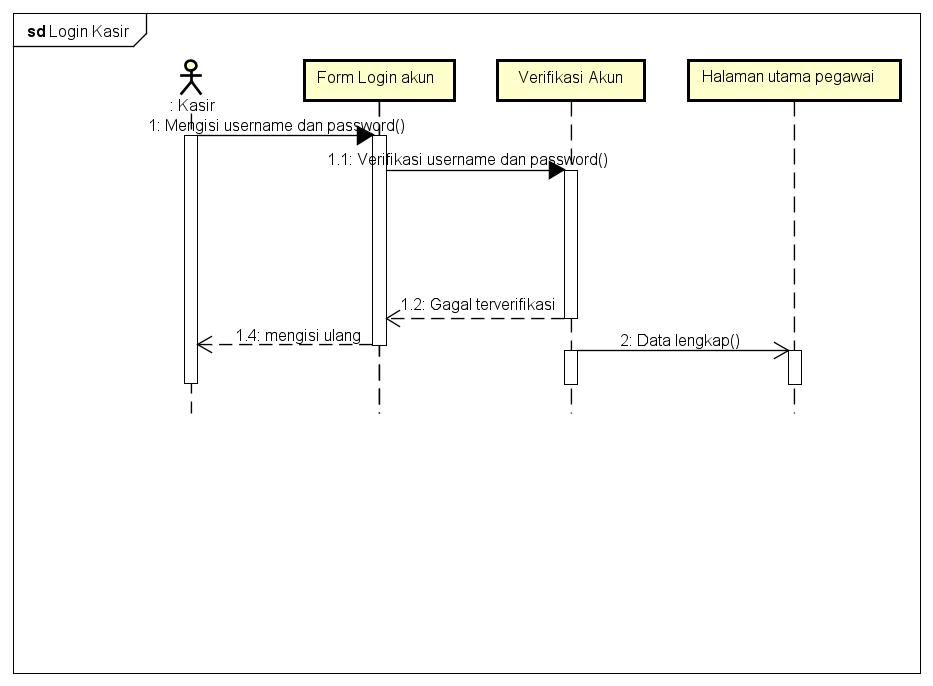 sd Login Kasir
: Kasir
Form Login akun
Verifikasi Akun
Halaman utama pegawai
1: Mengisi username dan password()
1.1: Verifikasi username dan password()
1.2: Gagal terverifikasi
1.4: mengisi ulang
2: Data lengkap()